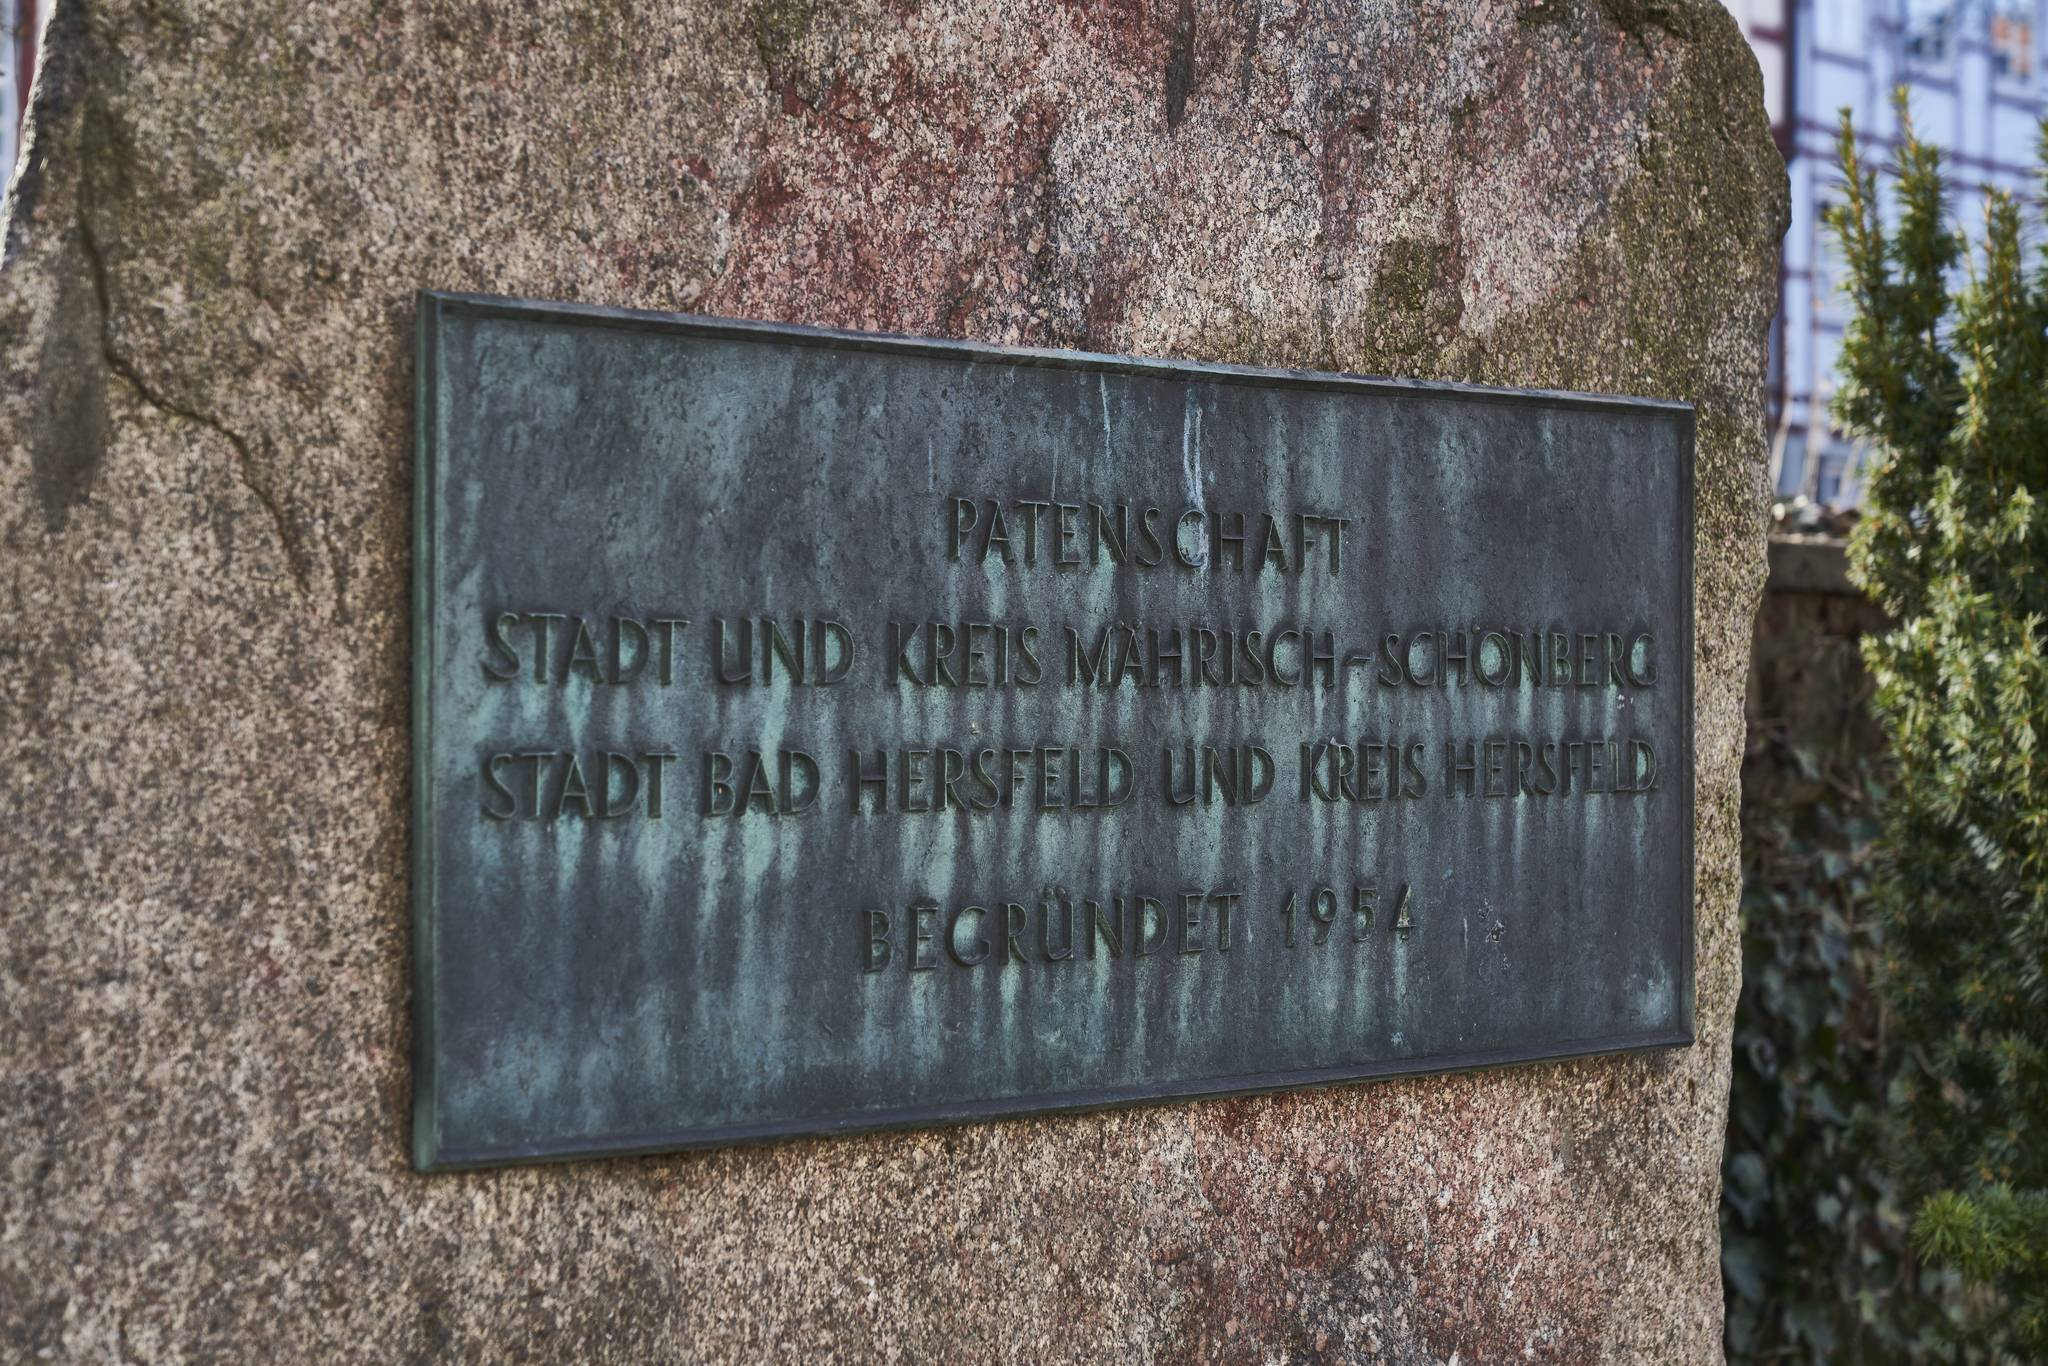 PATENSCHAFT
STADT UND KREIS MÄHRISCH-SCHÖNBERG
STADT BAD HERSFELD UND KREIS HERSFELD
BEGRÜNDET 1954